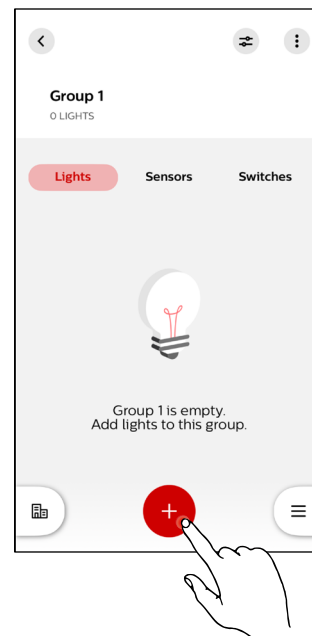 Group 1
0 LIGHTS
Lights Sensors Switches
Group 1 is empty.
Add lights to this group.